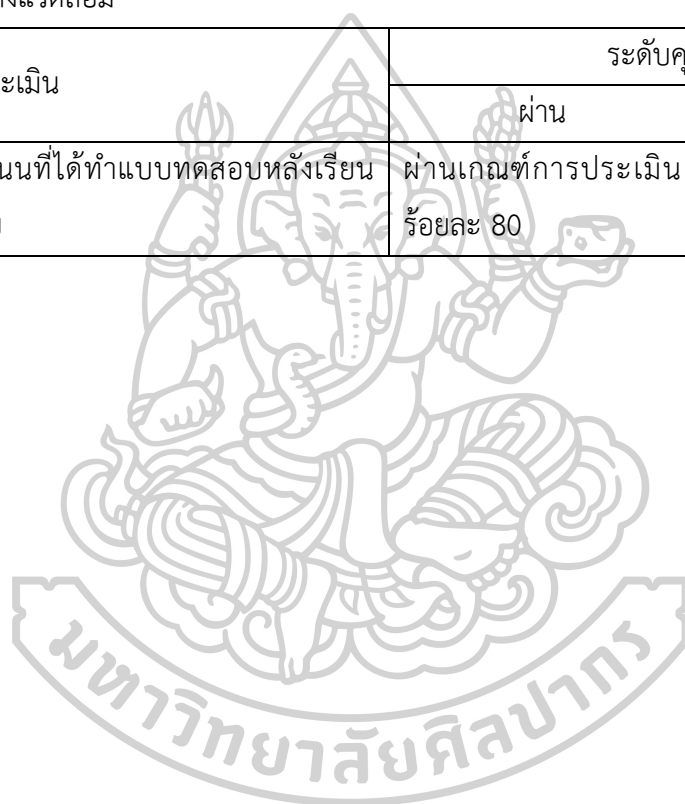 ระดับคุ
ะเมิน
ผ่าน
นนที่ได้ทำแบบทดสอบหลังเรียน
ผ่านเกณฑ์การประเมิน
ร้อยละ 80
มหาวิทยาลัยศิลปากร